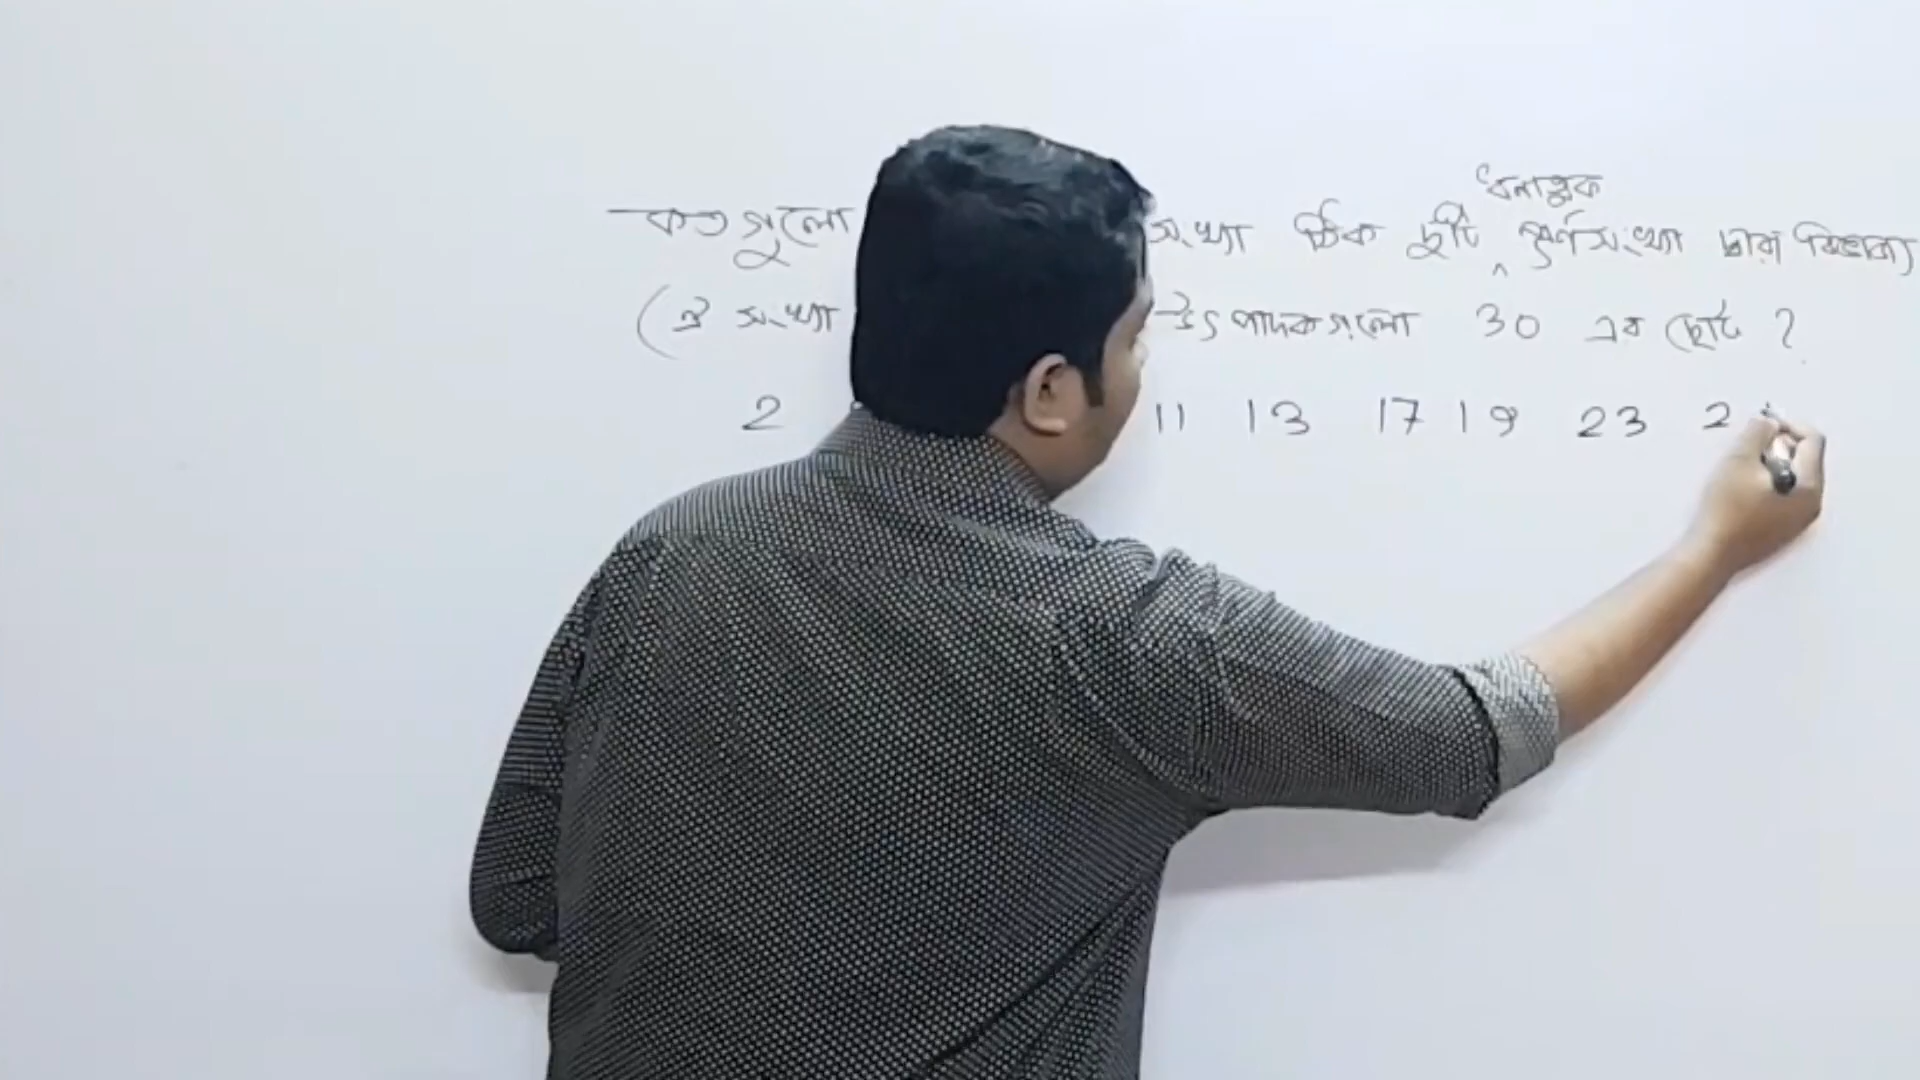 ধনাত্মক
কতগুলো সংখ্যা ঠিক দুটি ^ পূর্ণসংখ্যা দ্বারা বিভাজ্য
(ঐ সংখ্যা উৎপাদকগুলো 30 এর ছোট ?
2 11 13 17 19 23 2